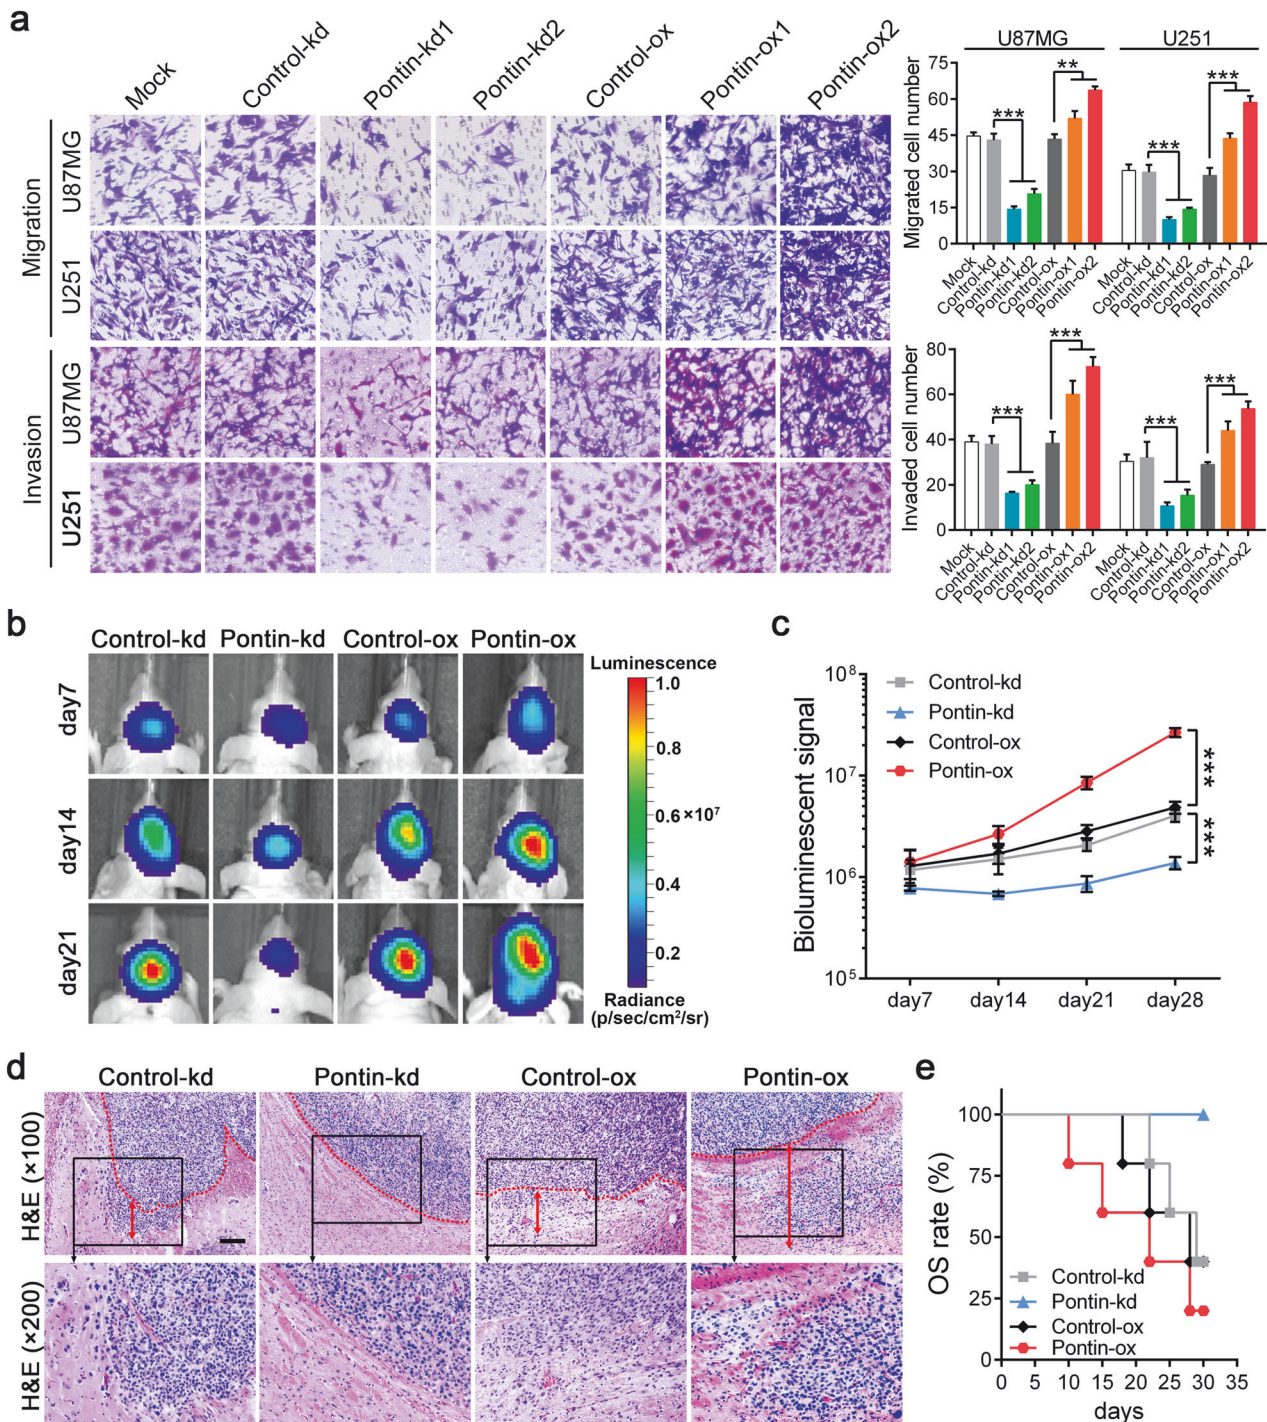 a
Mock
Control-kd
Pontin-kd1
Pontin-kd2
Control-ox
Pontin-ox1
Pontin-ox2
Migration
U87MG
U251
Invasion
U87MG
U251
U87MG
U251
Migrated cell number
75
60
45
30
15
0
***
**
***
***
Mock
Control-kd
Pontin-kd1
Pontin-kd2
Control-ox
Pontin-ox1
Pontin-ox2
Mock
Control-kd
Pontin-kd1
Pontin-kd2
Control-ox
Pontin-ox1
Pontin-ox2
Invaded cell number
80
60
40
20
0
***
***
***
***
Mock
Control-kd
Pontin-kd1
Pontin-kd2
Control-ox
Pontin-ox1
Pontin-ox2
Mock
Control-kd
Pontin-kd1
Pontin-kd2
Control-ox
Pontin-ox1
Pontin-ox2
b
Control-kd
Pontin-kd
Control-ox
Pontin-ox
day7
day14
day21
Luminescence
1.0
0.8
0.6 ×10⁷
0.4
0.2
Radiance
(p/sec/cm²/sr)
c
Bioluminescent signal
10⁸
10⁷
10⁶
10⁵
Control-kd
Pontin-kd
Control-ox
Pontin-ox
***
***
day7
day14
day21
day28
d
Control-kd
Pontin-kd
Control-ox
Pontin-ox
H&E (×100)
H&E (×200)
e
OS rate (%)
100
75
50
25
0
Control-kd
Pontin-kd
Control-ox
Pontin-ox
0 5 10 15 20 25 30 35
days